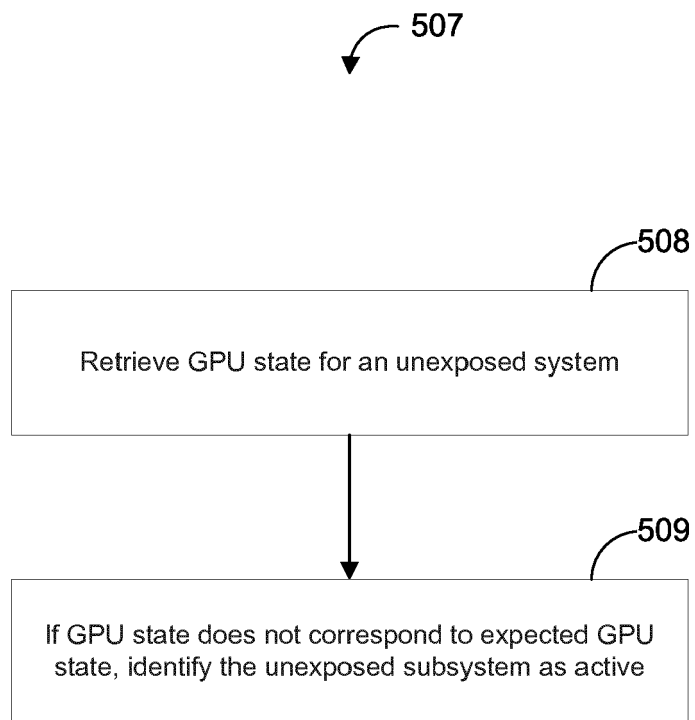 507
508
Retrieve GPU state for an unexposed system
509
If GPU state does not correspond to expected GPU
state, identify the unexposed subsystem as active